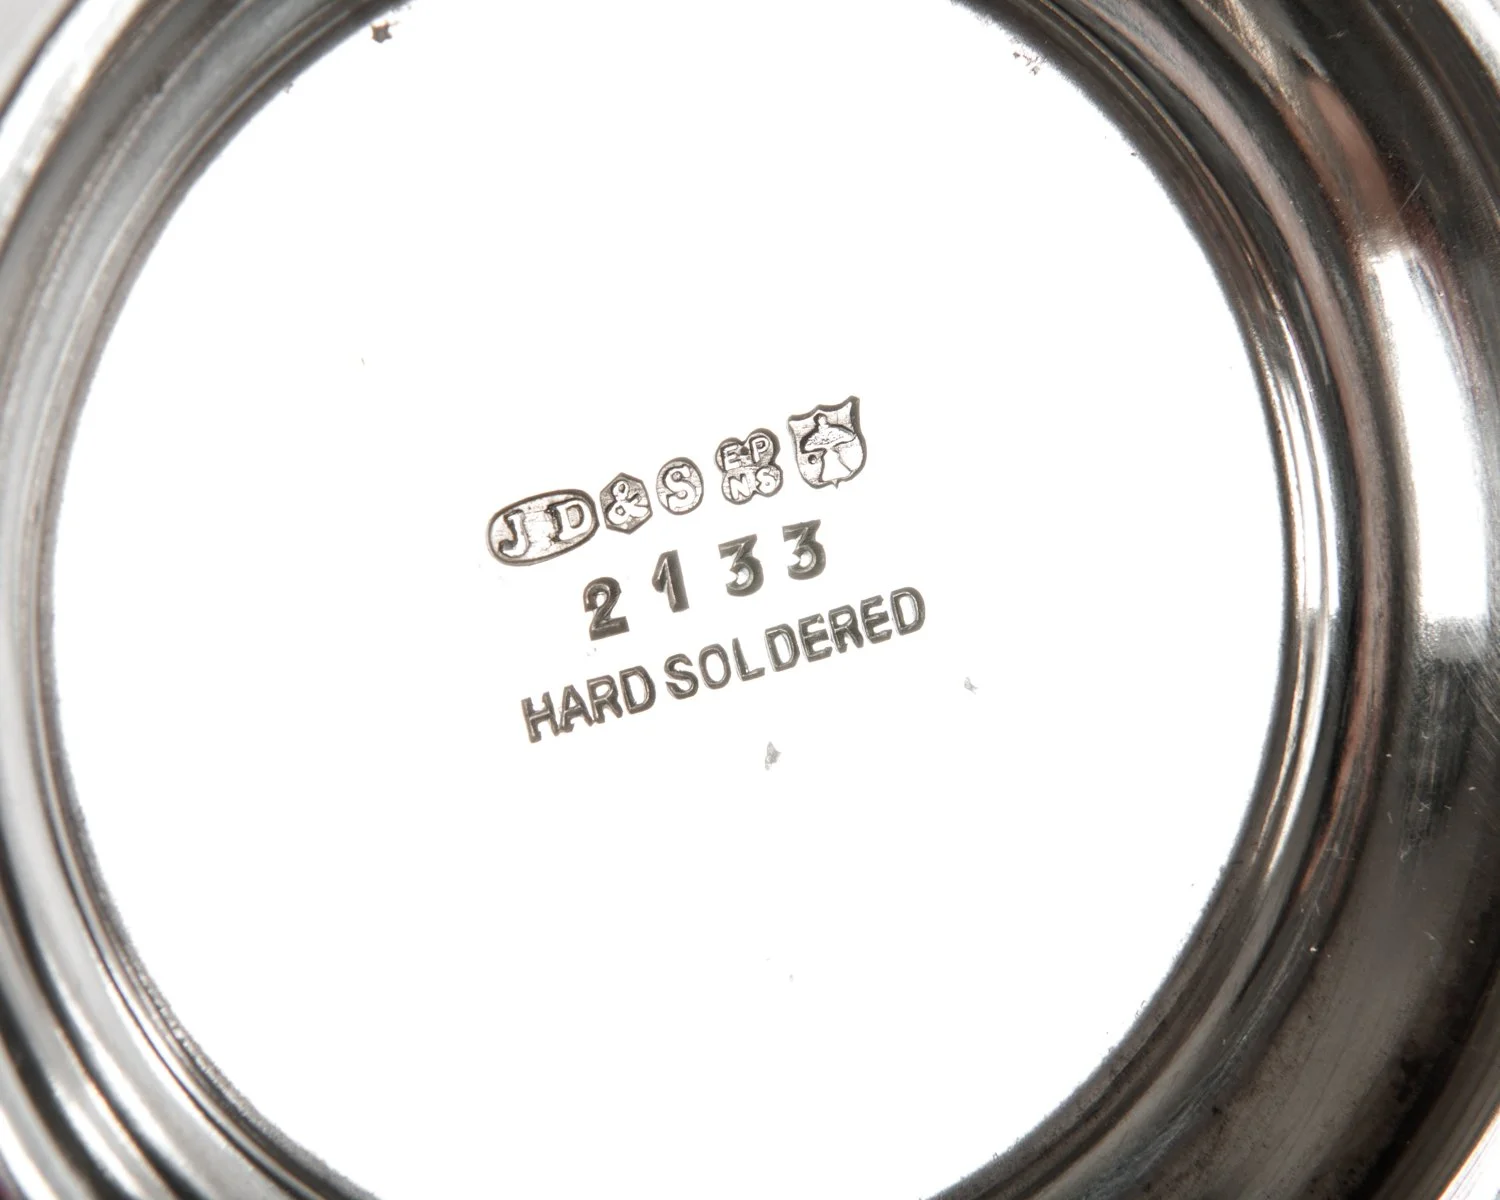 JD & S EP NS
2133
HARD SOLDERED